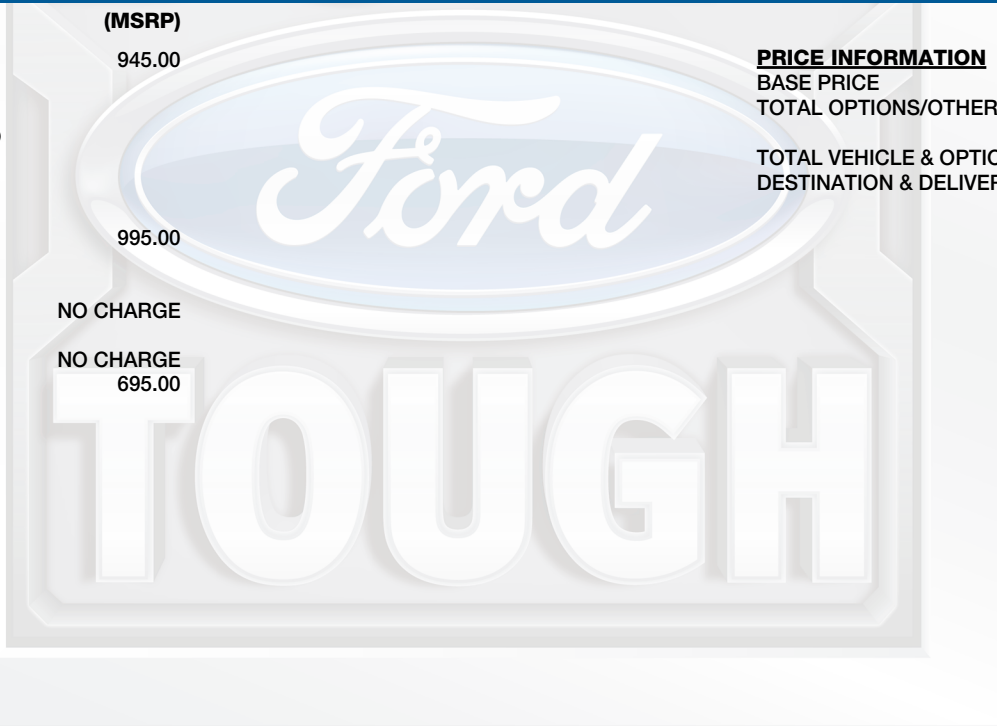 (MSRP)
945.00
995.00
NO CHARGE
NO CHARGE
695.00
PRICE INFORMATION
BASE PRICE
TOTAL OPTIONS/OTHER
TOTAL VEHICLE & OPTIO
DESTINATION & DELIVER
Ford
TOUGH